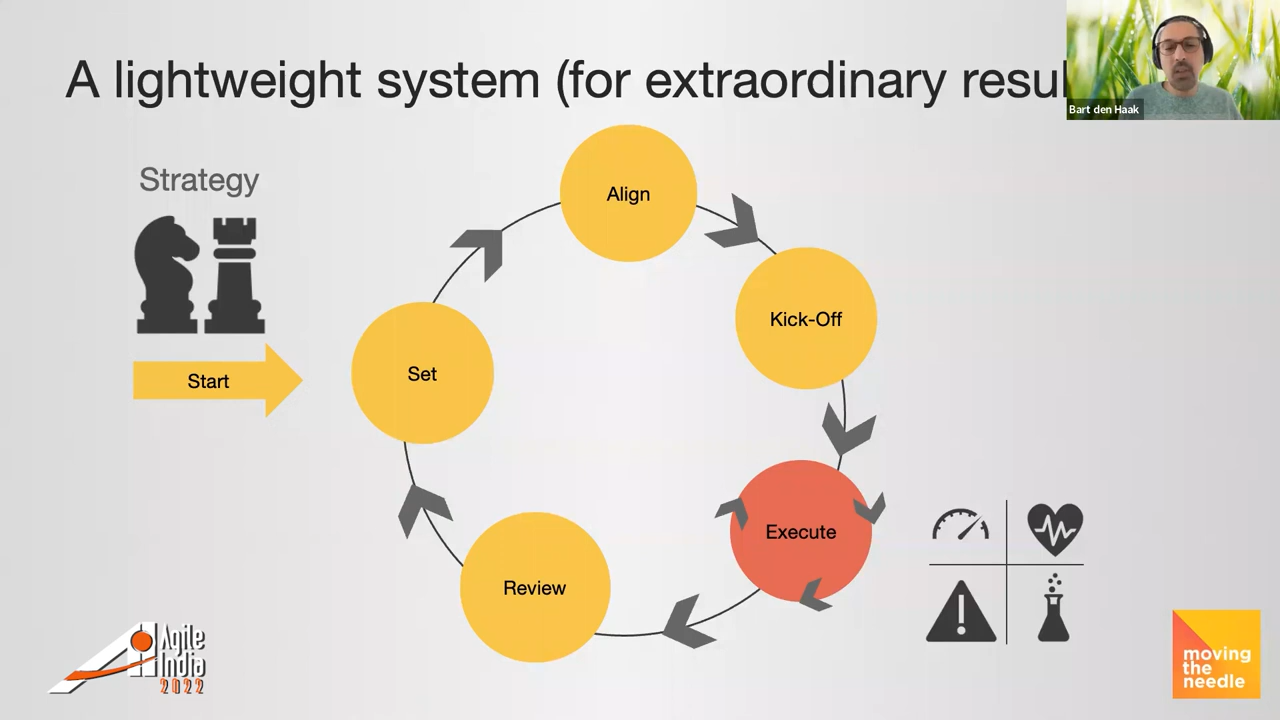 A lightweight system (for extraordinary resul
Bart den Haak
Strategy
Start
Align
Kick-Off
Set
Execute
Review
Agile
India
2022
moving
the
needle